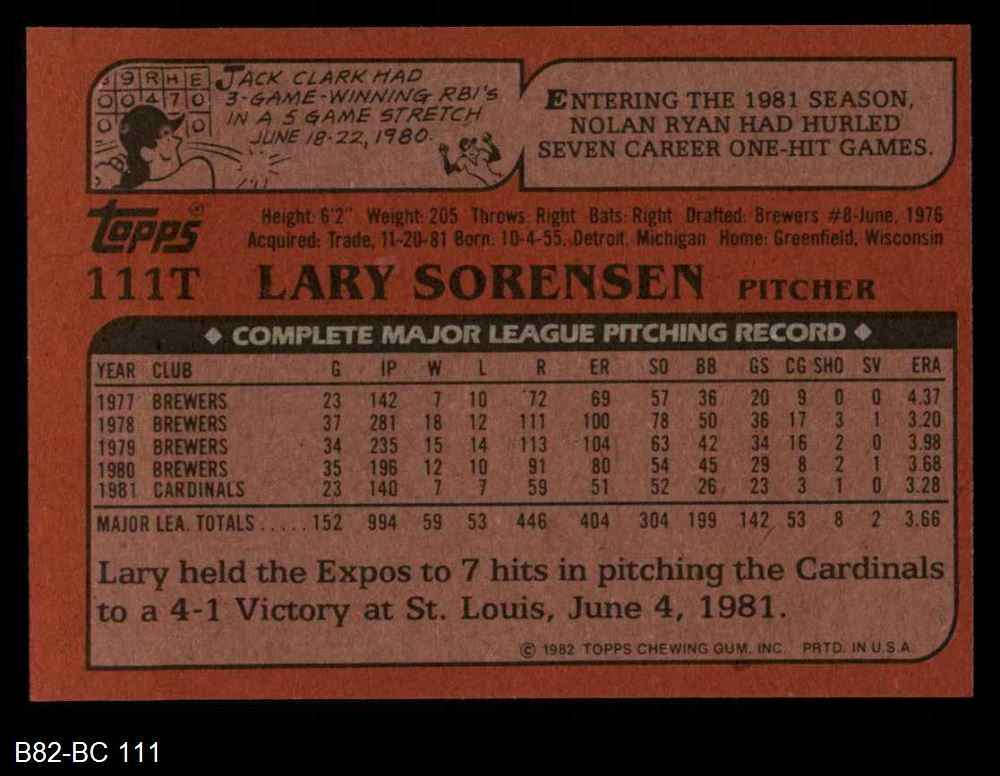 3 9 R H E
0 0 4 7 0
0 0
JACK CLARK HAD
3-GAME-WINNING RBI'S
IN A 5 GAME STRETCH
JUNE 18-22, 1980.
ENTERING THE 1981 SEASON,
NOLAN RYAN HAD HURLED
SEVEN CAREER ONE-HIT GAMES.
Topps®
Height: 6'2" Weight: 205 Throws: Right Bats: Right Drafted: Brewers #8-June, 1976
Acquired: Trade, 11-20-81 Born: 10-4-55, Detroit, Michigan Home: Greenfield, Wisconsin
111T LARY SORENSEN PITCHER
◆ COMPLETE MAJOR LEAGUE PITCHING RECORD ◆
YEAR CLUB G IP W L R ER SO BB GS CG SHO SV ERA
1977 BREWERS 23 142 7 10 72 69 57 36 20 9 0 0 4.37
1978 BREWERS 37 281 18 12 111 100 78 50 36 17 3 1 3.20
1979 BREWERS 34 235 15 14 113 104 63 42 34 16 2 0 3.98
1980 BREWERS 35 196 12 10 91 80 54 45 29 8 2 1 3.68
1981 CARDINALS 23 140 7 7 59 51 52 26 23 3 1 0 3.28
MAJOR LEA. TOTALS ..... 152 994 59 53 446 404 304 199 142 53 8 2 3.66
Lary held the Expos to 7 hits in pitching the Cardinals
to a 4-1 Victory at St. Louis, June 4, 1981.
© 1982 TOPPS CHEWING GUM, INC. PRTD. IN U.S.A.
B82-BC 111